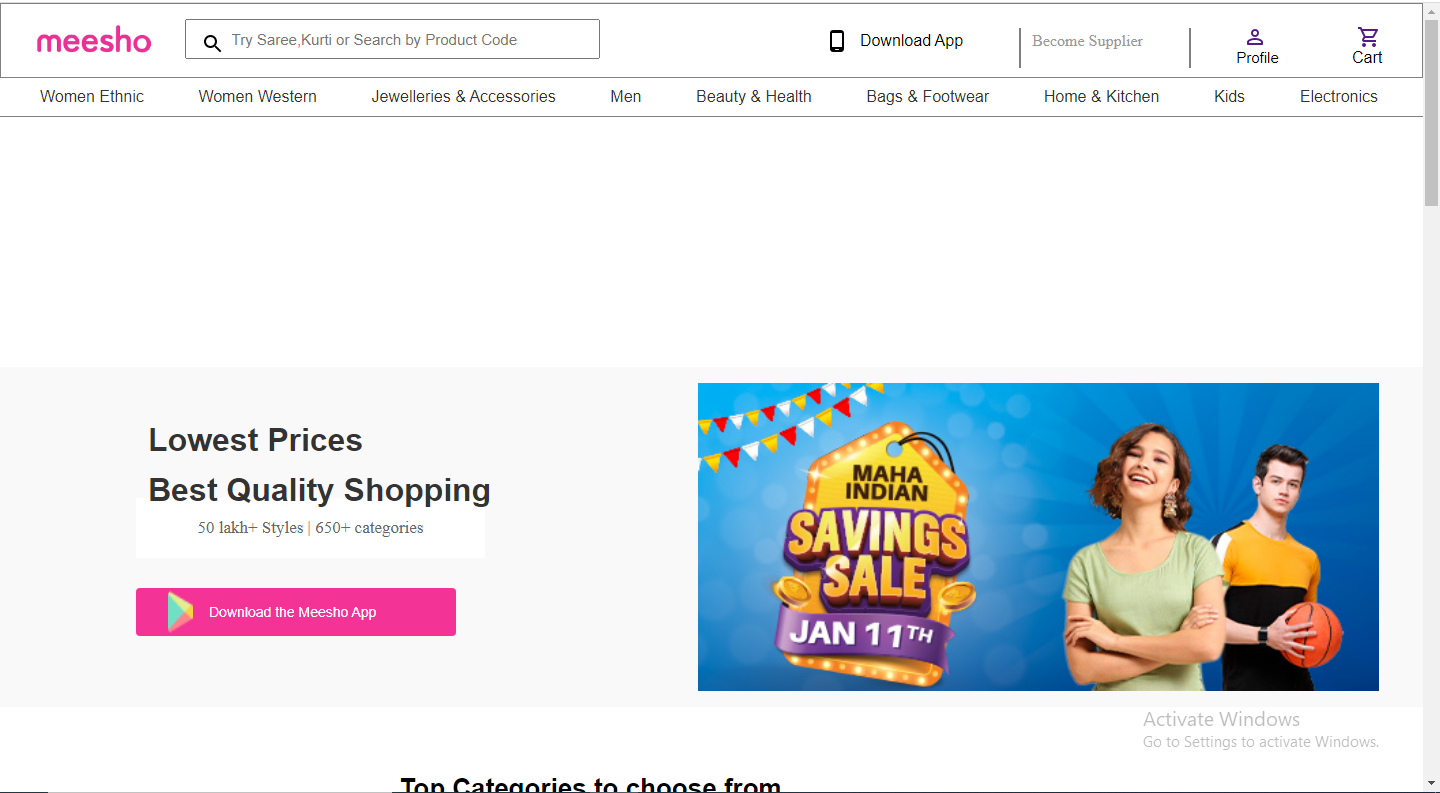 meesho
Try Saree,Kurti or Search by Product Code
Download App
Become Supplier
Profile
Cart
Women Ethnic
Women Western
Jewelleries & Accessories
Men
Beauty & Health
Bags & Footwear
Home & Kitchen
Kids
Electronics
Lowest Prices
Best Quality Shopping
50 lakh+ Styles | 650+ categories
Download the Meesho App
MAHA
INDIAN
SAVINGS
SALE
JAN 11TH
Activate Windows
Go to Settings to activate Windows.
Top Categories to choose from